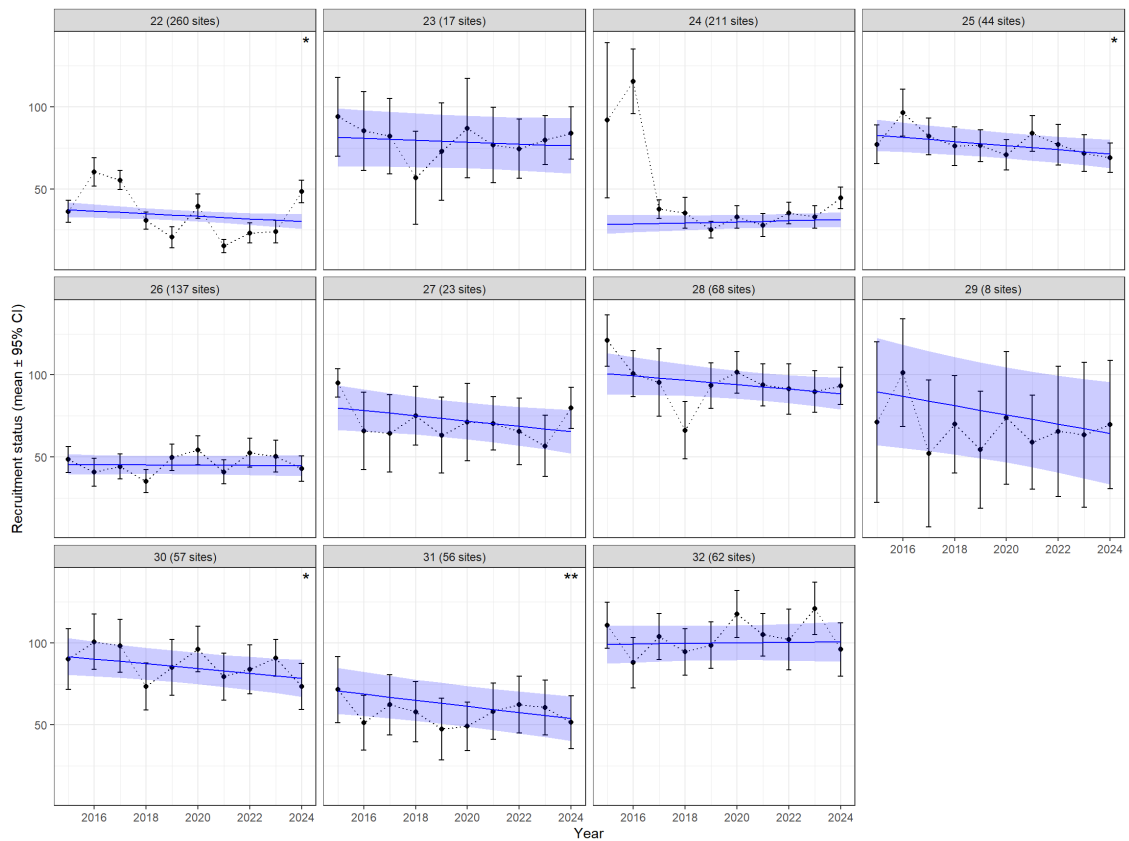 22 (260 sites)
23 (17 sites)
24 (211 sites)
25 (44 sites)
*
*
100
50
26 (137 sites)
27 (23 sites)
28 (68 sites)
29 (8 sites)
100
50
Recruitment status (mean ± 95% CI)
2016 2018 2020 2022 2024
30 (57 sites)
31 (56 sites)
32 (62 sites)
*
**
100
50
2016 2018 2020 2022 2024
2016 2018 2020 2022 2024
2016 2018 2020 2022 2024
Year